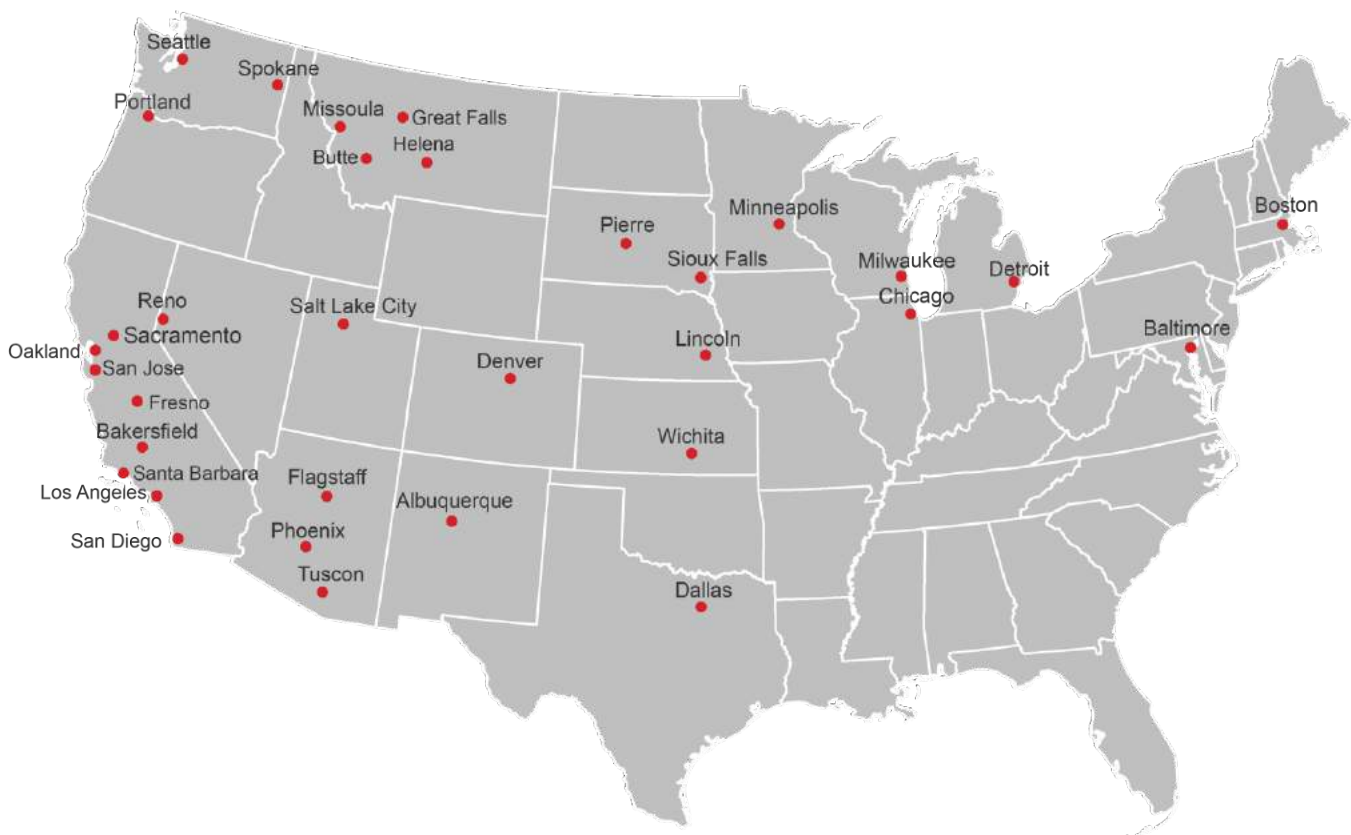 Seattle
Spokane
Portland
Missoula
Great Falls
Butte
Helena
Minneapolis
Pierre
Boston
Sioux Falls
Milwaukee
Detroit
Chicago
Reno
Salt Lake City
Sacramento
Oakland
San Jose
Lincoln
Baltimore
Denver
Fresno
Bakersfield
Wichita
Santa Barbara
Flagstaff
Los Angeles
Albuquerque
Phoenix
San Diego
Tuscon
Dallas